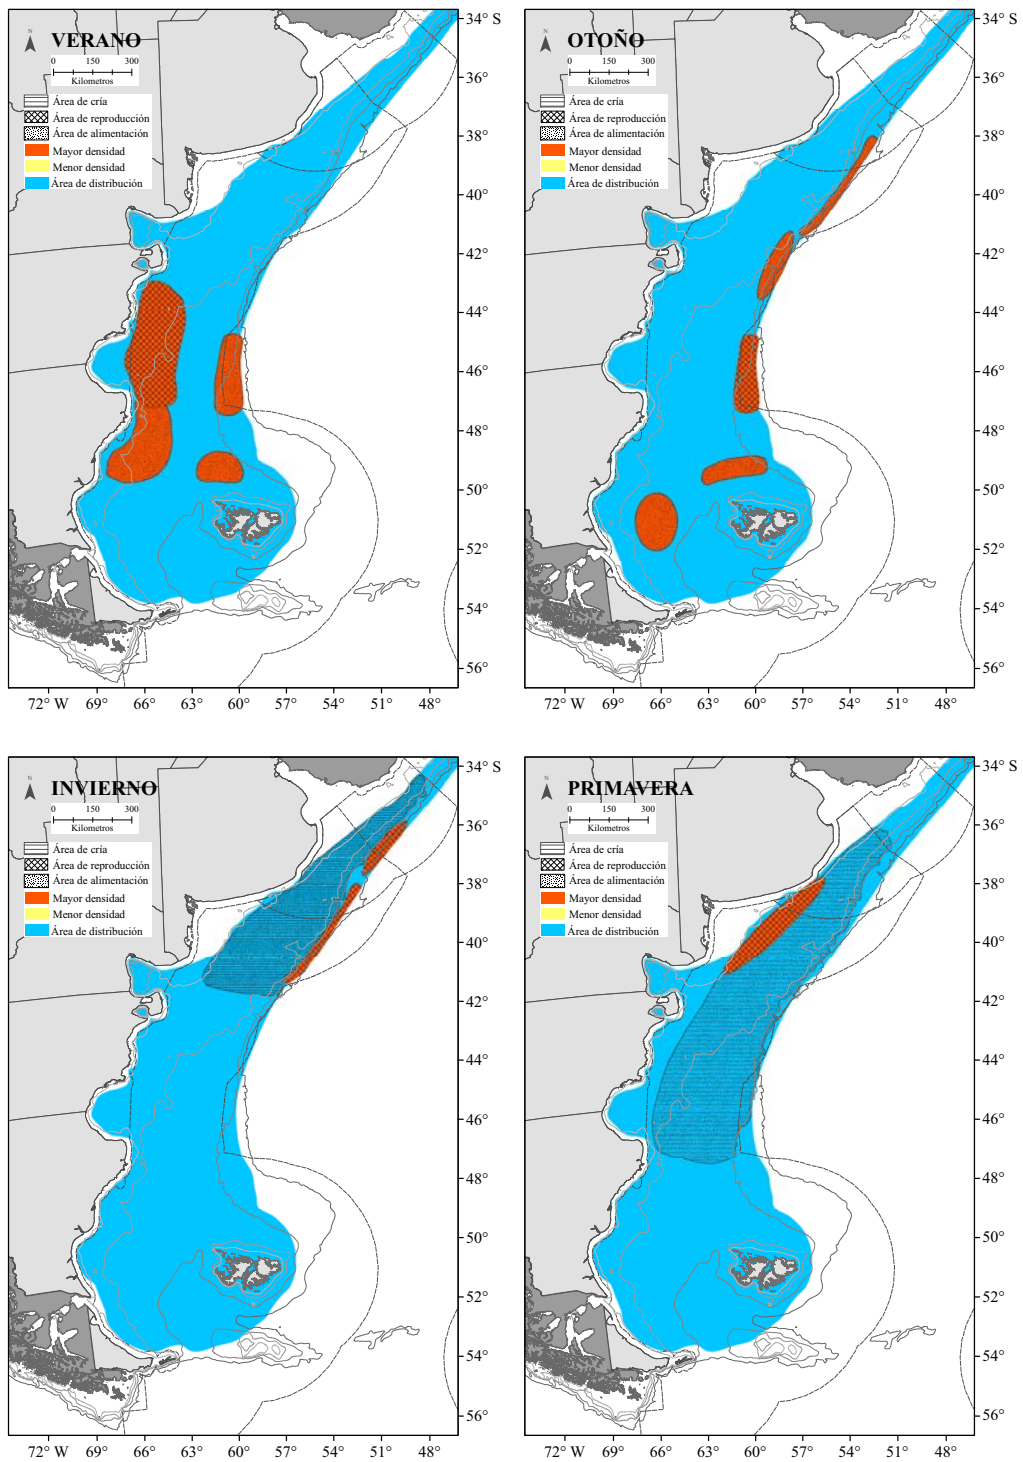 VERANO
N
0 150 300
Kilometros
Área de cría
Área de reproducción
Área de alimentación
Mayor densidad
Menor densidad
Área de distribución
34° S
36°
38°
40°
42°
44°
46°
48°
50°
52°
54°
56°
72° W 69° 66° 63° 60° 57° 51° 48°
OTOÑO
N
0 150 300
Kilometros
Área de cría
Área de reproducción
Área de alimentación
Mayor densidad
Menor densidad
Área de distribución
34° S
36°
38°
40°
42°
44°
46°
48°
50°
52°
54°
56°
72° W 69° 66° 63° 60° 57° 54° 51° 48°
INVIERNO
N
0 150 300
Kilometros
Área de cría
Área de reproducción
Área de alimentación
Mayor densidad
Menor densidad
Área de distribución
34° S
36°
38°
40°
42°
44°
46°
48°
50°
52°
54°
56°
72° W 69° 66° 63° 60° 57° 54° 51° 48°
PRIMAVERA
N
0 150 300
Kilometros
Área de cría
Área de reproducción
Área de alimentación
Mayor densidad
Menor densidad
Área de distribución
34° S
36°
38°
40°
42°
44°
46°
48°
50°
52°
54°
56°
72° W 69° 66° 63° 60° 57° 54° 51° 48°